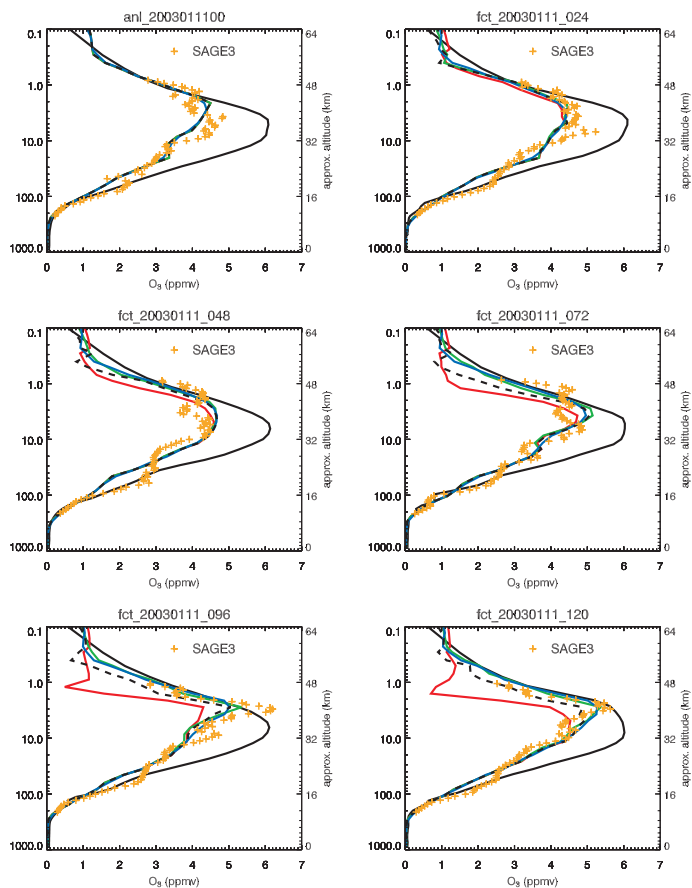 anl_2003011100
fct_20030111_024
0.1
1.0
10.0
100.0
1000.0
64
48
32
16
0
approx. altitude (km)
+ SAGE3
0 1 2 3 4 5 6 7
O₃ (ppmv)
0.1
1.0
10.0
100.0
1000.0
64
48
32
16
0
approx. altitude (km)
+ SAGE3
0 1 2 3 4 5 6 7
O₃ (ppmv)
fct_20030111_048
fct_20030111_072
0.1
1.0
10.0
100.0
1000.0
64
48
32
16
0
approx. altitude (km)
+ SAGE3
0 1 2 3 4 5 6 7
O₃ (ppmv)
0.1
1.0
10.0
100.0
1000.0
64
48
32
16
0
approx. altitude (km)
+ SAGE3
0 1 2 3 4 5 6 7
O₃ (ppmv)
fct_20030111_096
fct_20030111_120
0.1
1.0
10.0
100.0
1000.0
64
48
32
16
0
approx. altitude (km)
+ SAGE3
0 1 2 3 4 5 6 7
O₃ (ppmv)
0.1
1.0
10.0
100.0
1000.0
64
48
32
16
0
approx. altitude (km)
+ SAGE3
0 1 2 3 4 5 6 7
O₃ (ppmv)